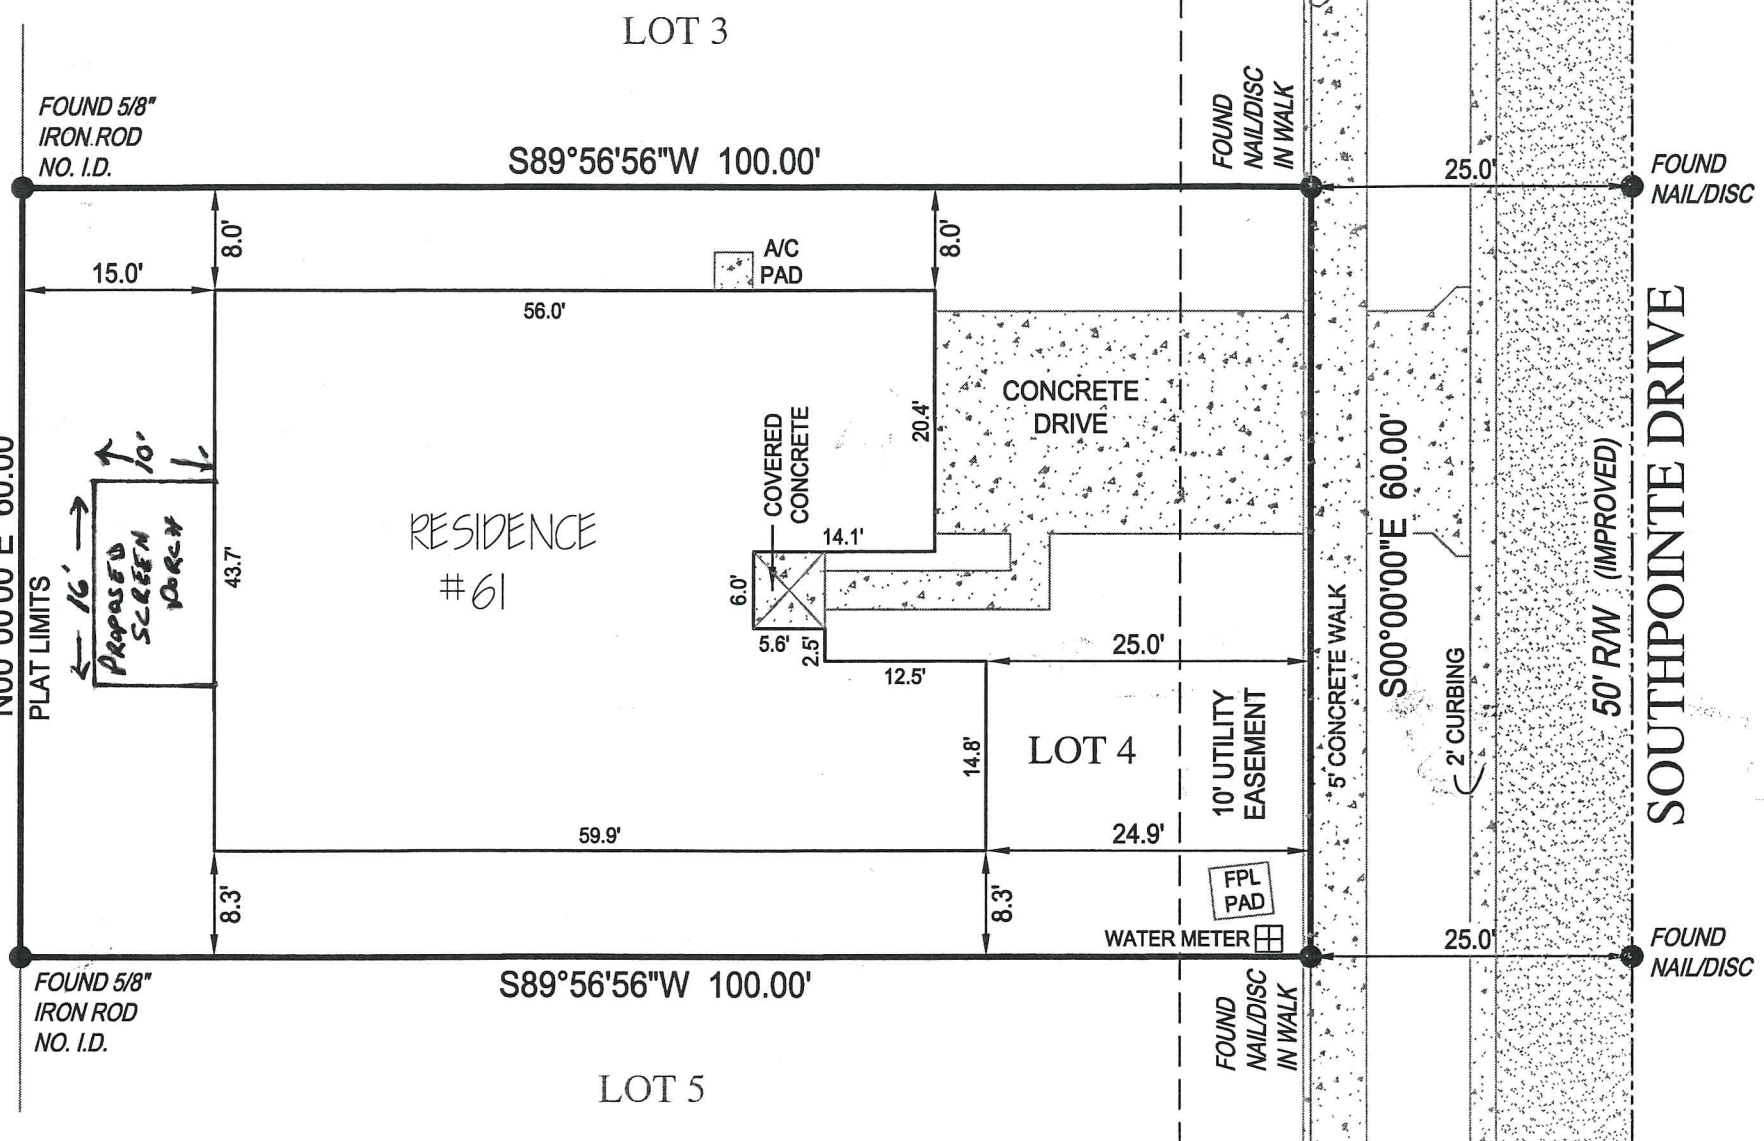 LOT 3
FOUND 5/8"
IRON ROD
NO. I.D.
S89°56'56"W 100.00'
FOUND
NAIL/DISC
IN WALK
25.0'
FOUND
NAIL/DISC
8.0'
8.0'
A/C
PAD
15.0'
56.0'
CONCRETE
DRIVE
20.4'
COVERED
CONCRETE
10'
16'
PROPOSED
SCREEN
PORCH
43.7'
RESIDENCE
#61
14.1'
6.0'
5.6'
2.5'
12.5'
25.0'
N00°00'00"E 60.00'
PLAT LIMITS
14.8'
LOT 4
10' UTILITY
EASEMENT
5' CONCRETE WALK
S00°00'00"E 60.00'
2' CURBING
50' R/W (IMPROVED)
SOUTHPOINTE DRIVE
59.9'
24.9'
8.3'
8.3'
FPL
PAD
WATER METER
25.0'
FOUND
NAIL/DISC
FOUND 5/8"
IRON ROD
NO. I.D.
S89°56'56"W 100.00'
FOUND
NAIL/DISC
IN WALK
LOT 5